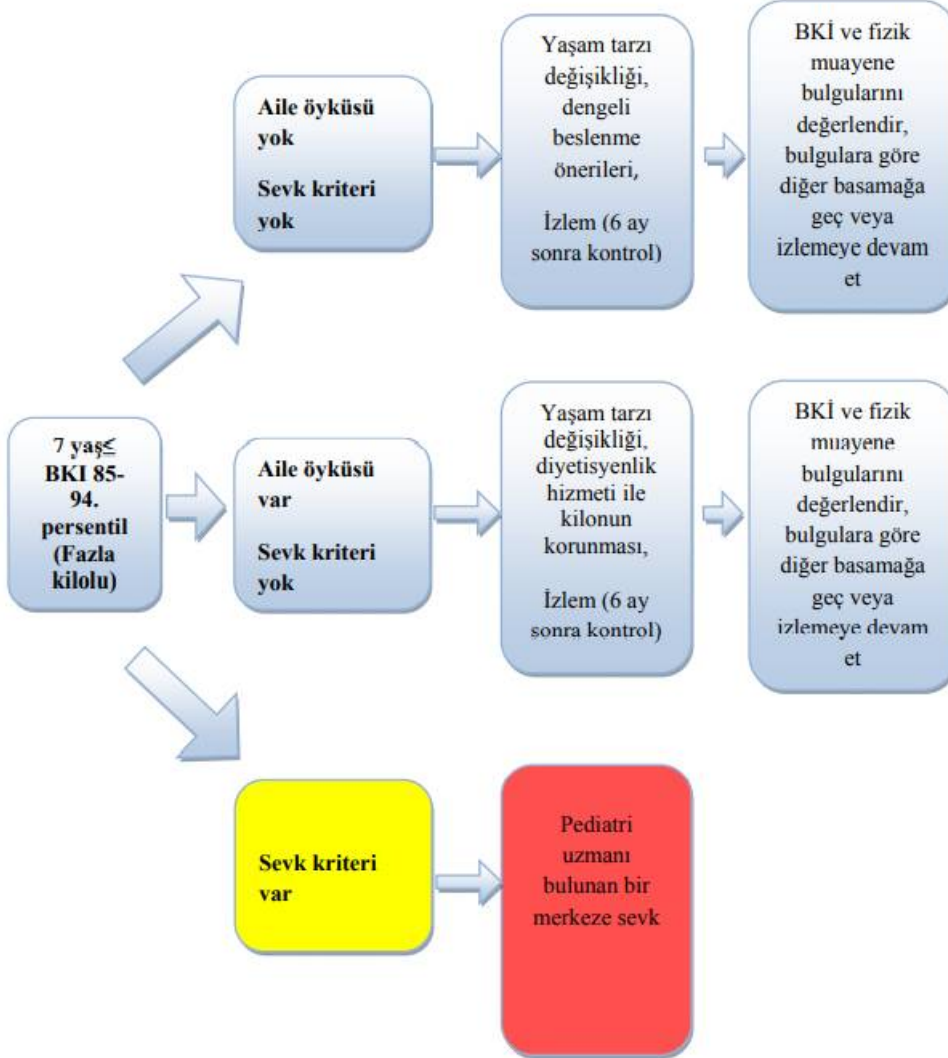 7 yaş≤
BKI 85-
94.
persentil
(Fazla
kilolu)
Aile öyküsü
yok
Sevk kriteri
yok
Yaşam tarzı
değişikliği,
dengeli
beslenme
önerileri,
İzlem (6 ay
sonra kontrol)
BKİ ve fizik
muayene
bulgularını
değerlendir,
bulgulara göre
diğer basamağa
geç veya
izlemeye devam
et
Aile öyküsü
var
Sevk kriteri
yok
Yaşam tarzı
değişikliği,
diyetisyenlik
hizmeti ile
kilonun
korunması,
İzlem (6 ay
sonra kontrol)
BKİ ve fizik
muayene
bulgularını
değerlendir,
bulgulara göre
diğer basamağa
geç veya
izlemeye devam
et
Sevk kriteri
var
Pediatri
uzmanı
bulunan bir
merkeze sevk